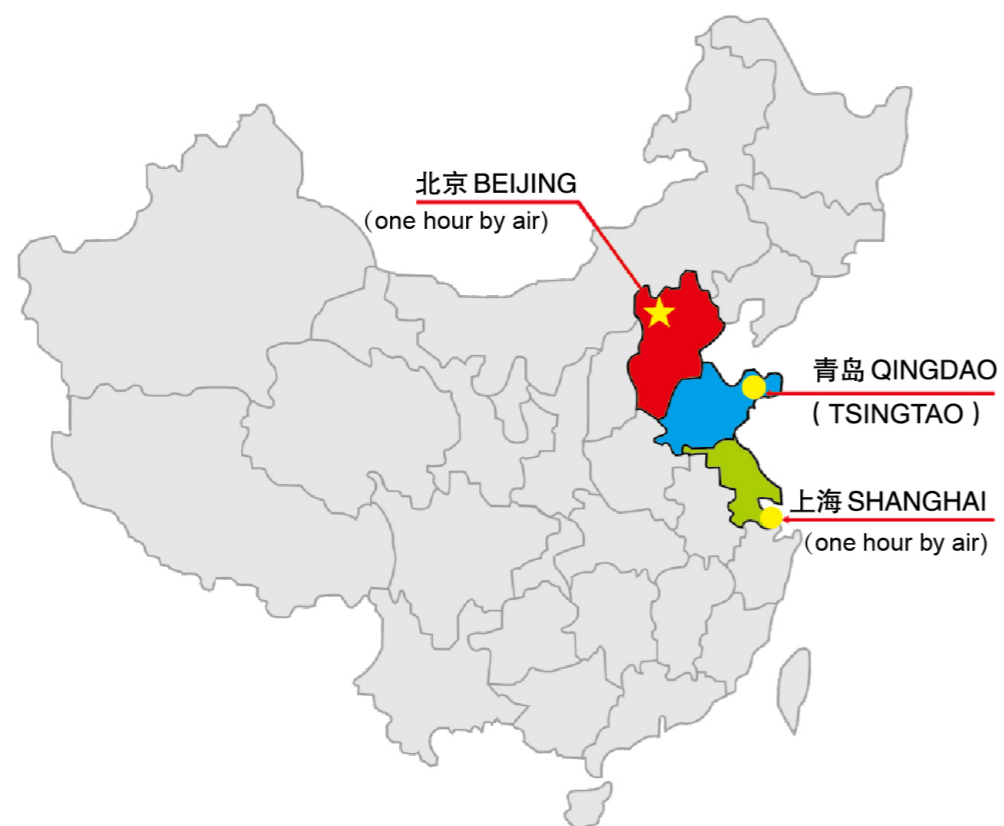 北京 BEIJING
(one hour by air)
青岛 QINGDAO
( TSINGTAO )
上海 SHANGHAI
(one hour by air)